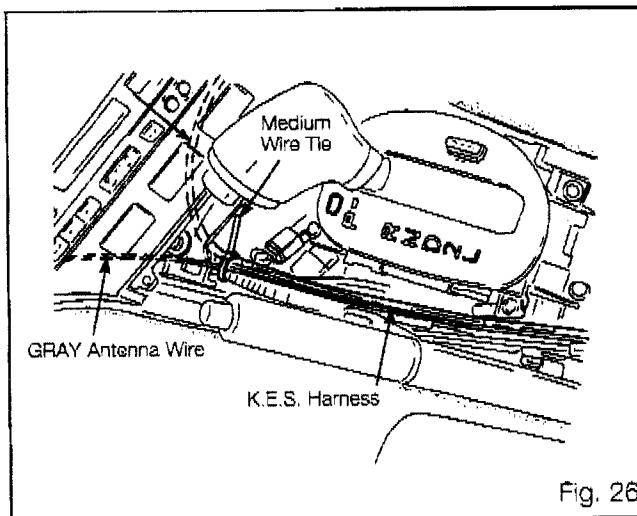 Medium
Wire Tie
GRAY Antenna Wire
K.E.S. Harness
Fig. 26